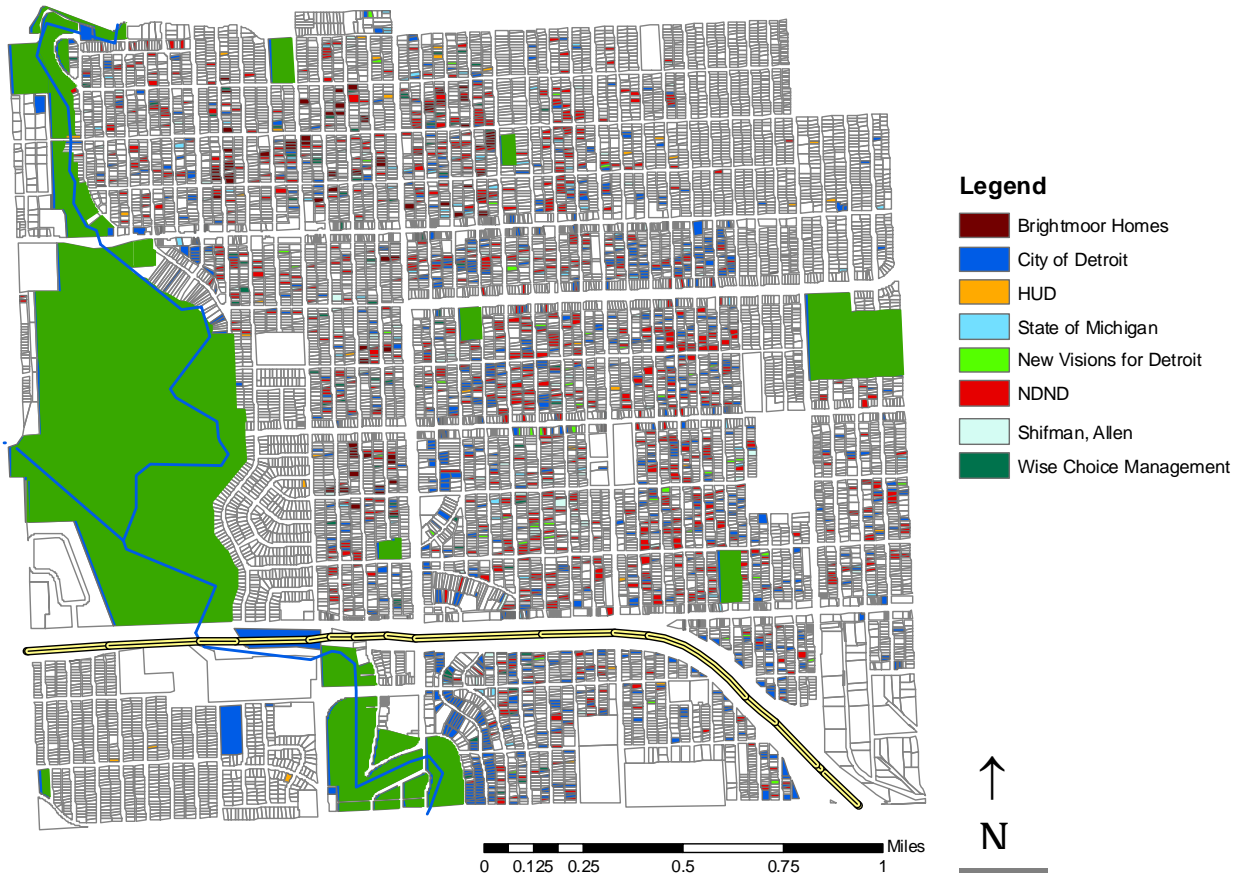 Legend
Brightmoor Homes
City of Detroit
HUD
State of Michigan
New Visions for Detroit
NDND
Shifman, Allen
Wise Choice Management
N
Miles
0 0.125 0.25 0.5 0.75 1